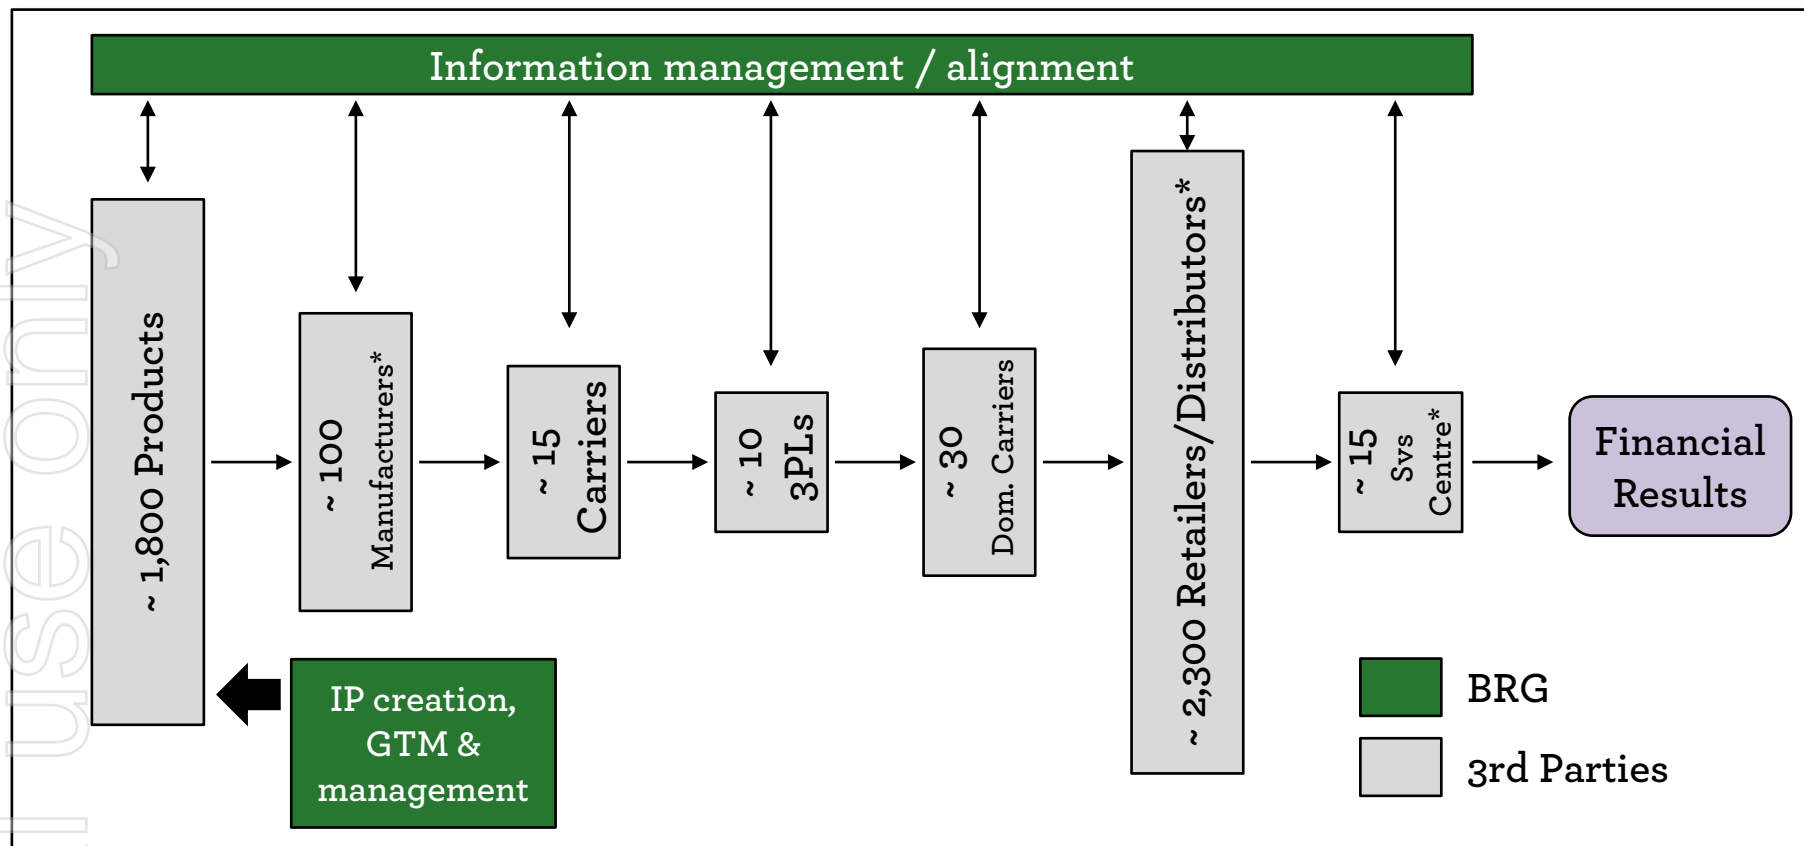 Information management / alignment
~ 1,800 Products
~ 100
Manufacturers*
~ 15
Carriers
~ 10
3PLs
~ 30
Dom. Carriers
~ 2,300 Retailers/Distributors*
~ 15
Svs
Centre*
Financial
Results
IP creation,
GTM &
management
BRG
3rd Parties
l use only